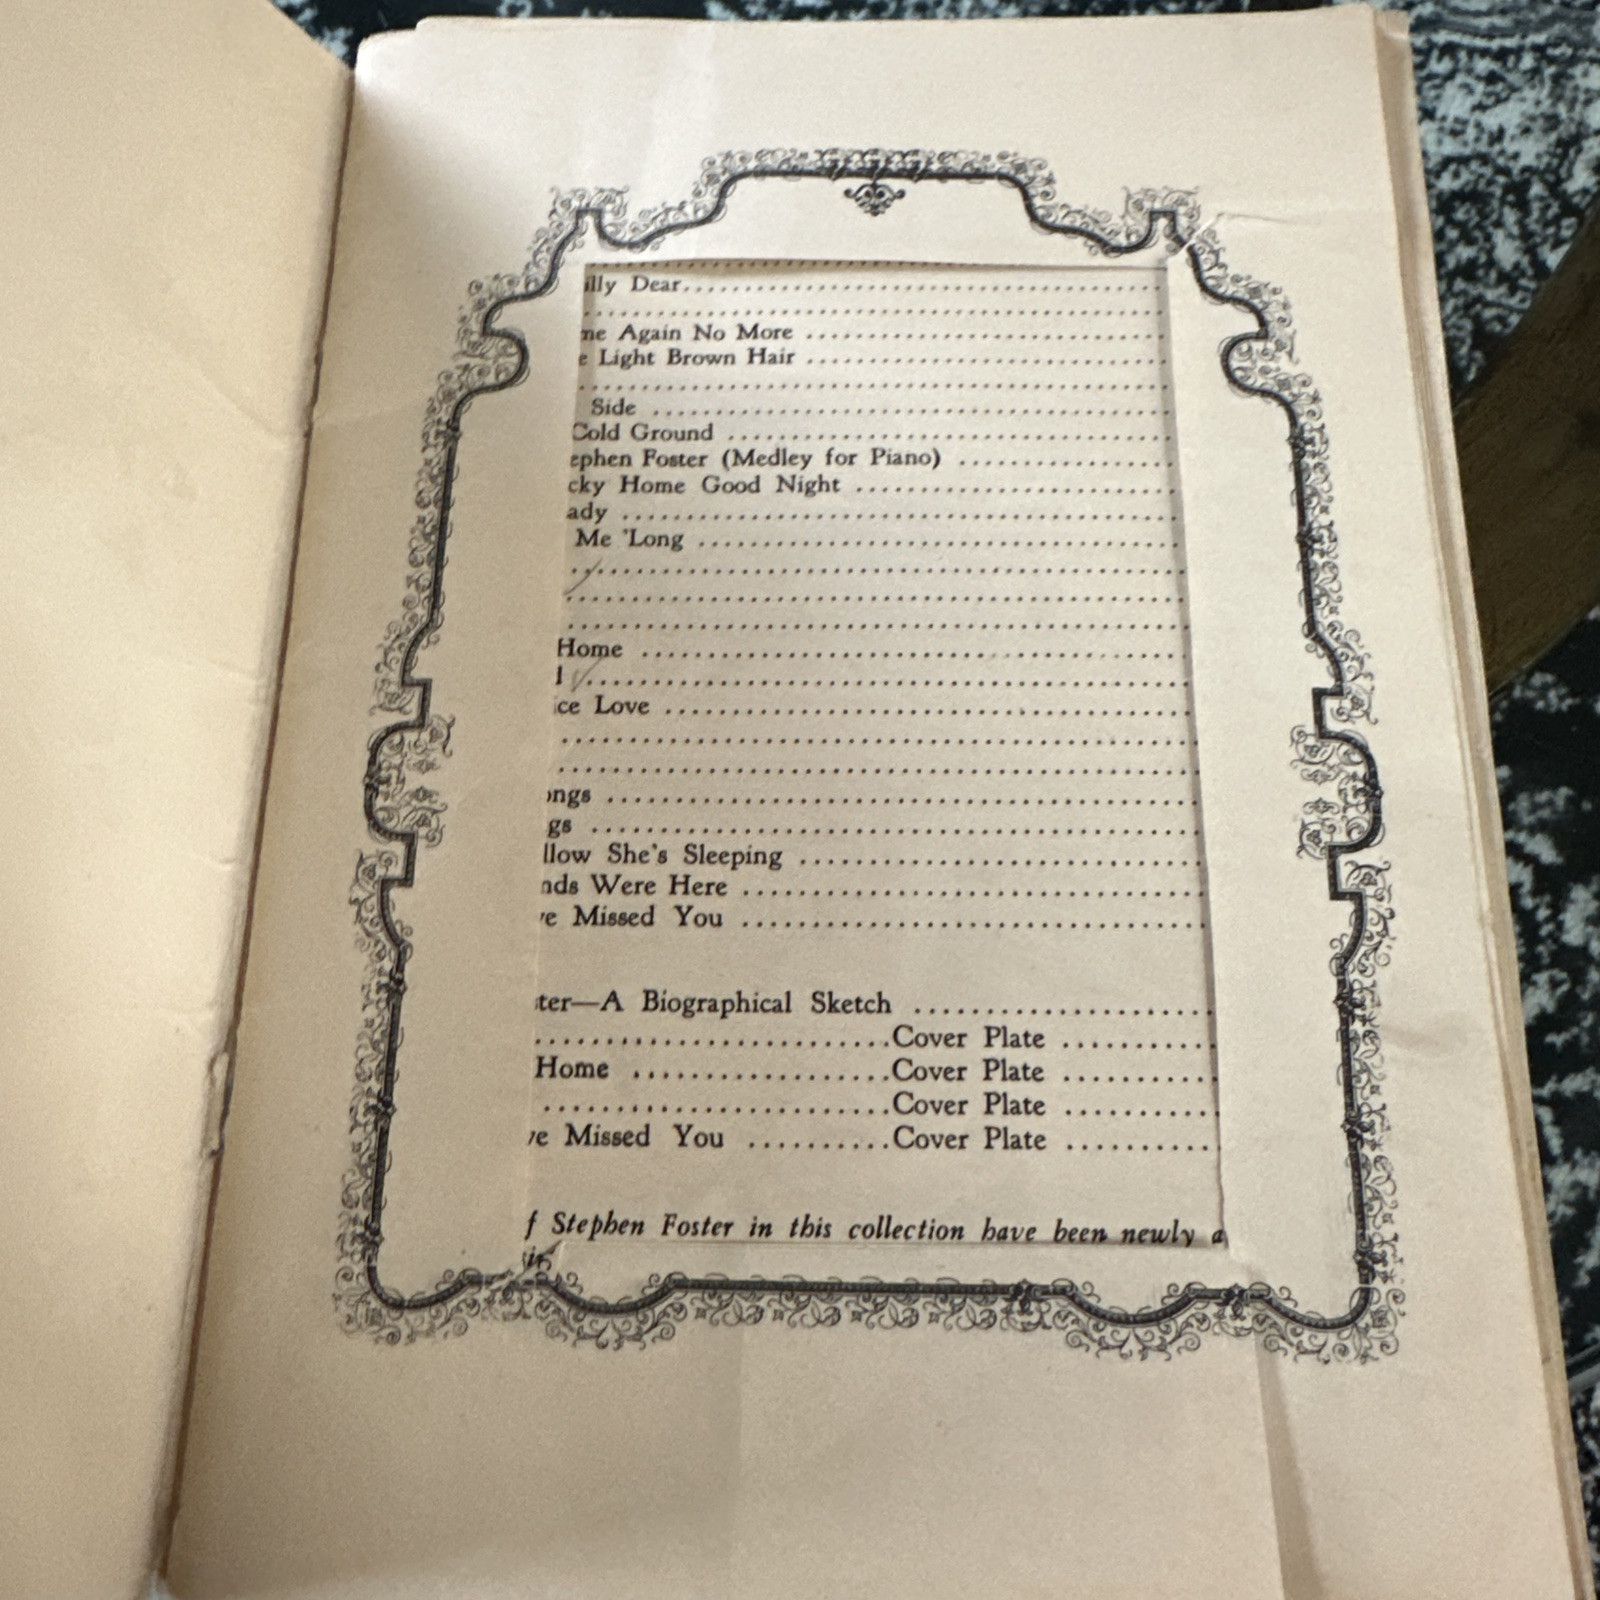 illy Dear
ne Again No More
e Light Brown Hair
Side
Cold Ground
ephen Foster (Medley for Piano)
cky Home Good Night
ady
Me 'Long
Home
l
ice Love
ongs
gs
llow She's Sleeping
nds Were Here
ve Missed You
ster—A Biographical Sketch
Cover Plate
Home Cover Plate
Cover Plate
ve Missed You Cover Plate
f Stephen Foster in this collection have been newly a